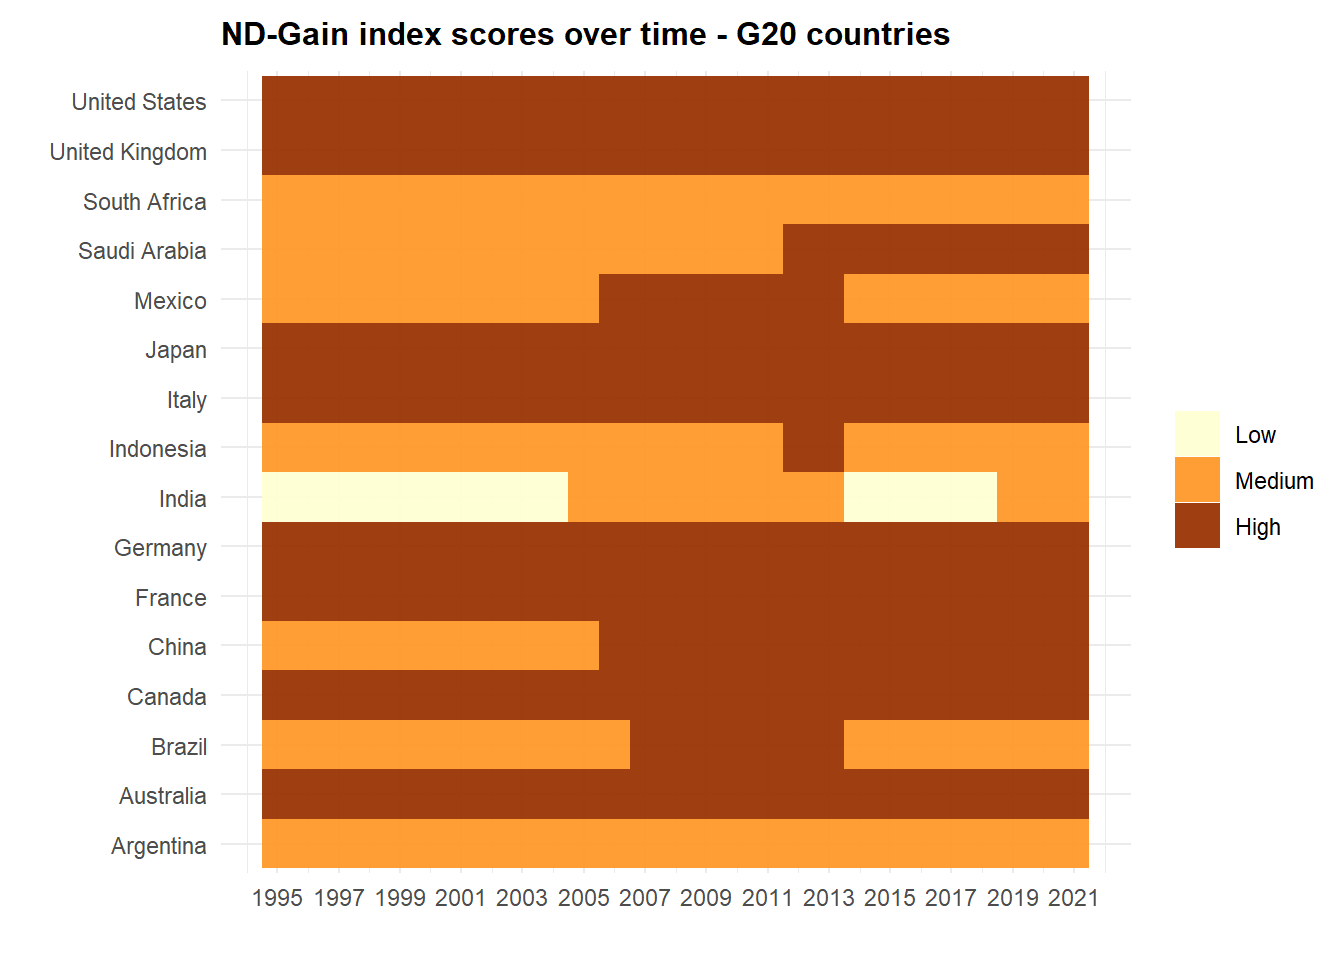 ND-Gain index scores over time - G20 countries
United States
United Kingdom
South Africa
Saudi Arabia
Mexico
Japan
Italy
Indonesia
India
Germany
France
China
Canada
Brazil
Australia
Argentina
1995 1997 1999 2001 2003 2005 2007 2009 2011 2013 2015 2017 2019 2021
Low
Medium
High